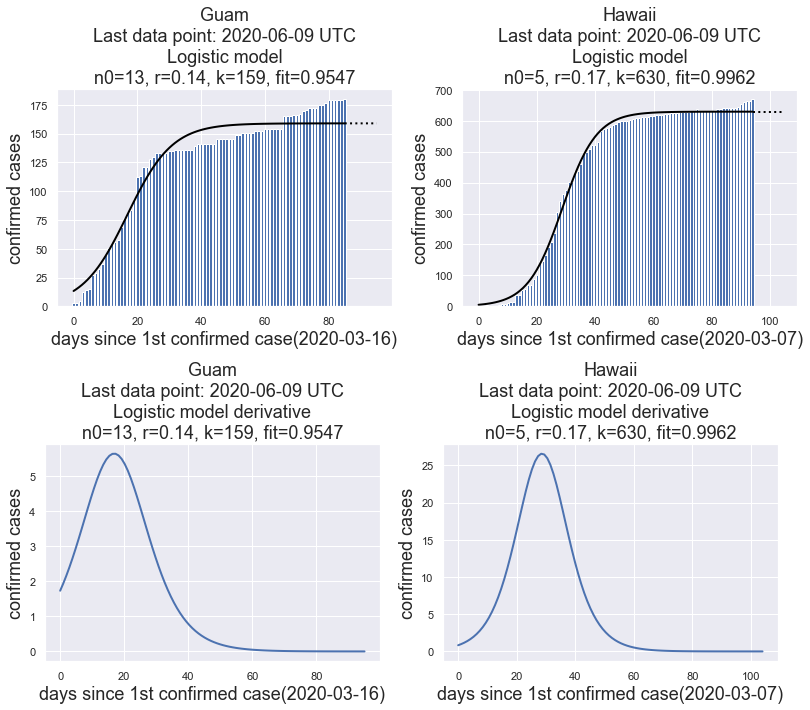 Guam
Last data point: 2020-06-09 UTC
Logistic model
n0=13, r=0.14, k=159, fit=0.9547
175
150
125
100
75
50
25
0
confirmed cases
0
20
40
60
80
days since 1st confirmed case(2020-03-16)
Hawaii
Last data point: 2020-06-09 UTC
Logistic model
n0=5, r=0.17, k=630, fit=0.9962
700
600
500
400
300
200
100
0
confirmed cases
0
20
40
60
80
100
days since 1st confirmed case(2020-03-07)
Guam
Last data point: 2020-06-09 UTC
Logistic model derivative
n0=13, r=0.14, k=159, fit=0.9547
5
4
3
2
1
0
confirmed cases
0
20
40
60
80
days since 1st confirmed case(2020-03-16)
Hawaii
Last data point: 2020-06-09 UTC
Logistic model derivative
n0=5, r=0.17, k=630, fit=0.9962
25
20
15
10
5
0
confirmed cases
0
20
40
60
80
100
days since 1st confirmed case(2020-03-07)